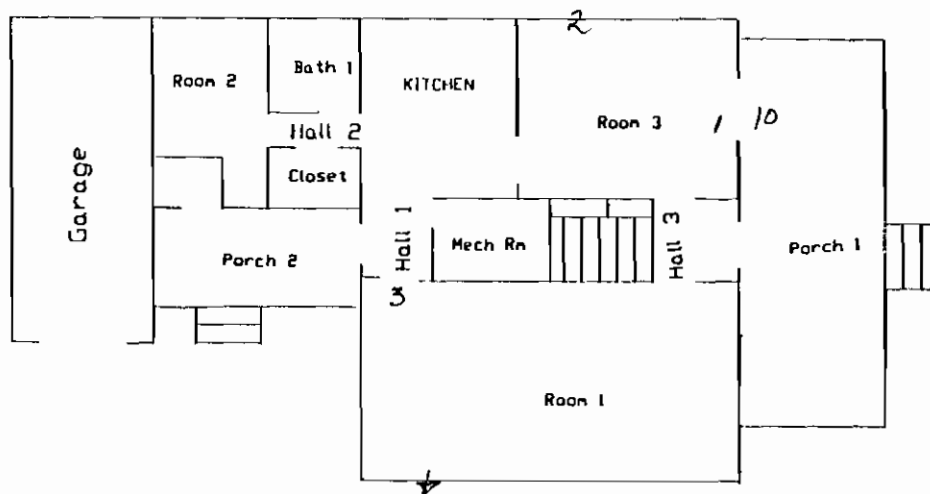 2
Bath 1
Room 2
KITCHEN
Room 3
1
10
Hall 2
Closet
Garage
Hall 1
Mech Rm
Hall 3
Porch 1
Porch 2
3
Room 1